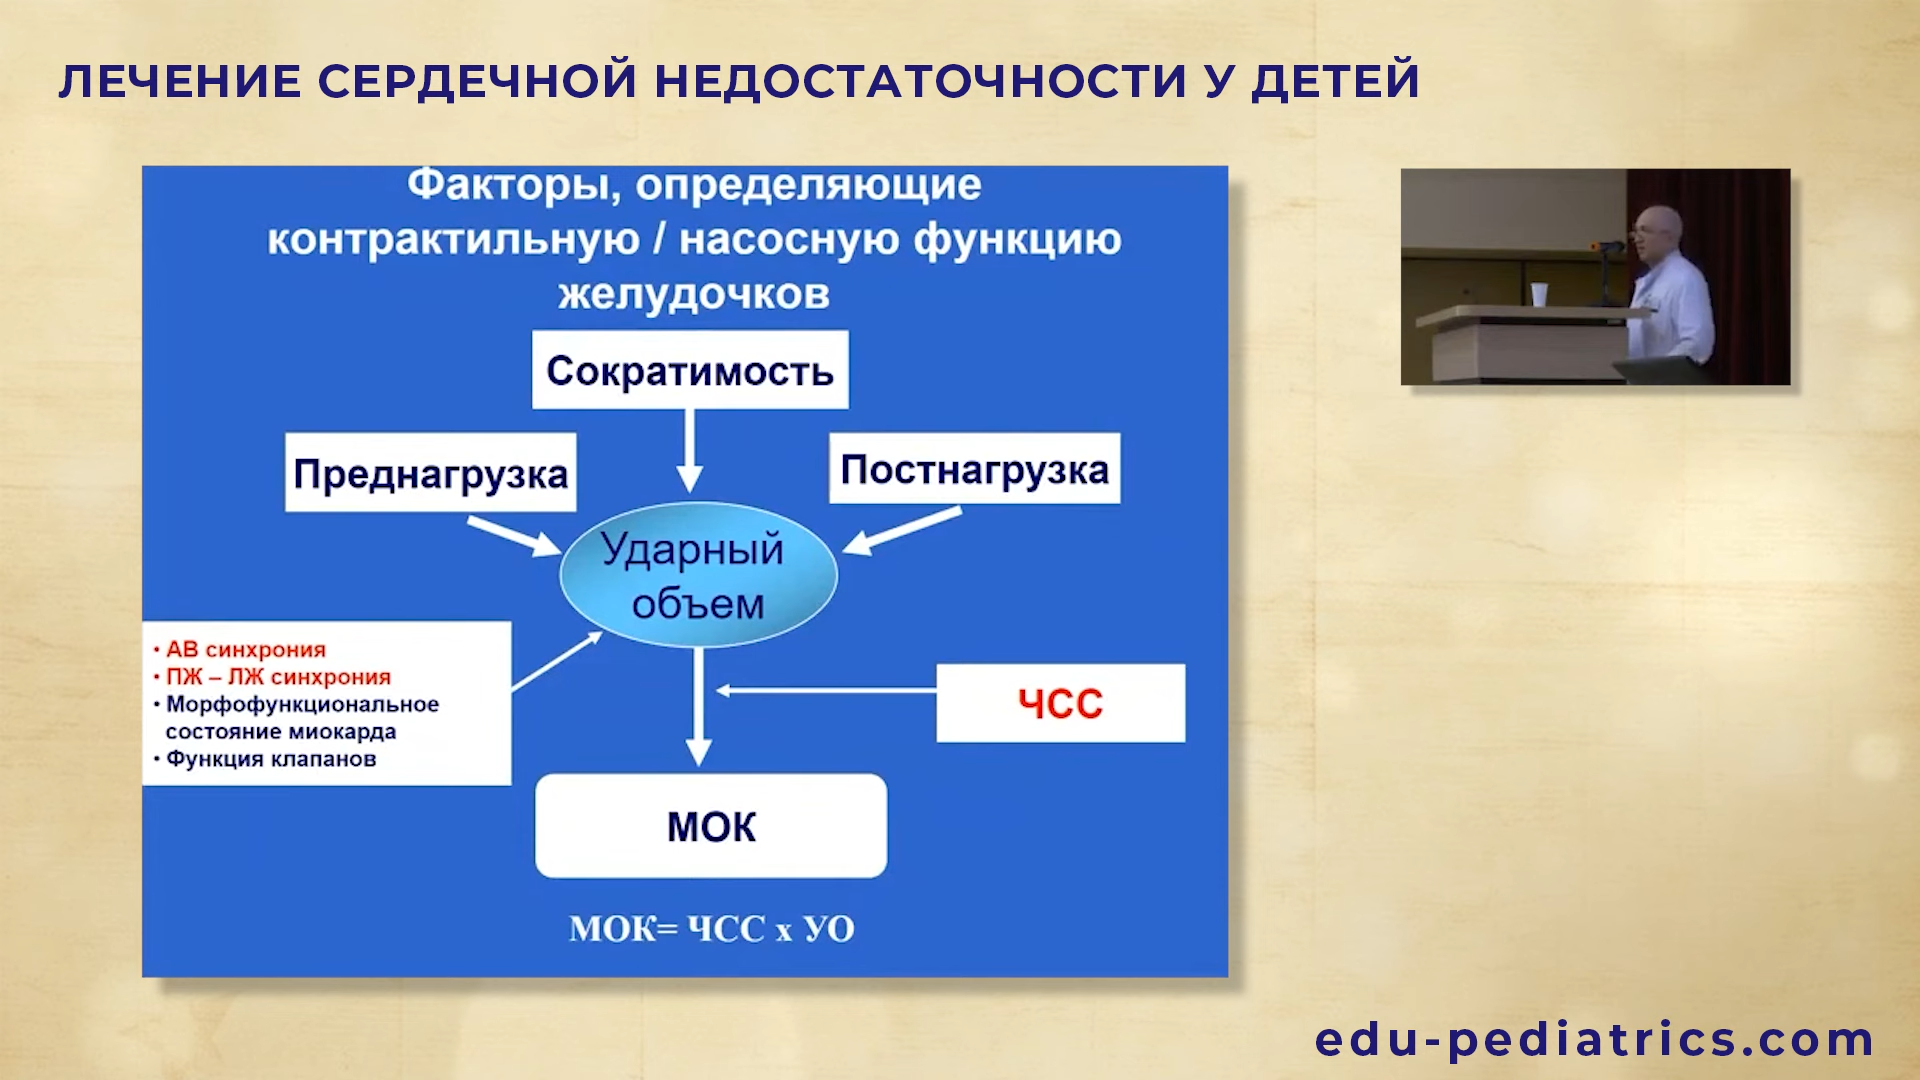 ЛЕЧЕНИЕ СЕРДЕЧНОЙ НЕДОСТАТОЧНОСТИ У ДЕТЕЙ
Факторы, определяющие
контрактильную / насосную функцию
желудочков
Сократимость
Преднагрузка
Постнагрузка
Ударный
объем
• АВ синхрония
• ПЖ – ЛЖ синхрония
• Морфофункциональное
состояние миокарда
• Функция клапанов
ЧСС
МОК
МОК= ЧСС х УО
edu-pediatrics.com